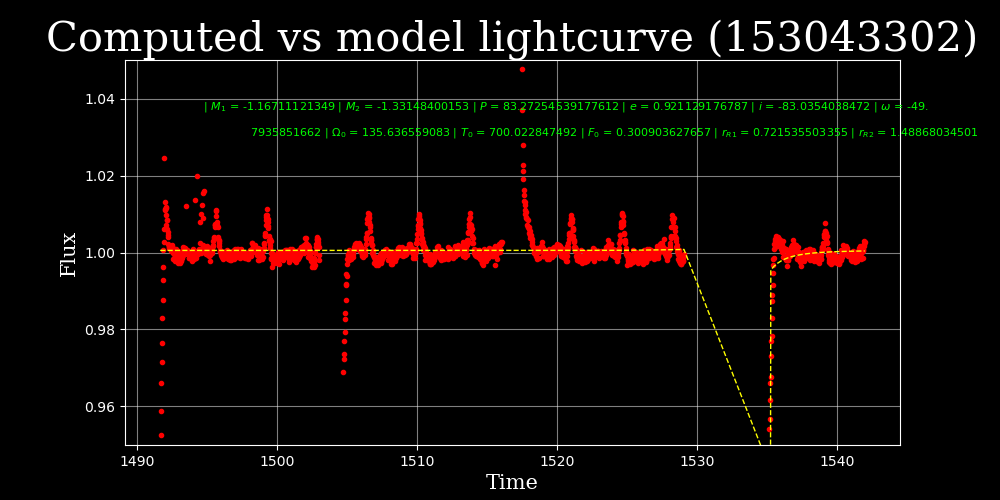 Computed vs model lightcurve (153043302)
| M₁ = -1.16711121349 | M₂ = -1.33148400153 | P = 83.27254539177612 | e = 0.921129176787 | i = -83.0354038472 | ω = -49.
7935851662 | Ω₀ = 135.636559083 | T₀ = 700.022847492 | F₀ = 0.300903627657 | r_R1 = 0.721535503355 | r_R2 = 1.48868034501
1.04
1.02
1.00
0.98
0.96
Flux
1490 1500 1510 1520 1530 1540
Time